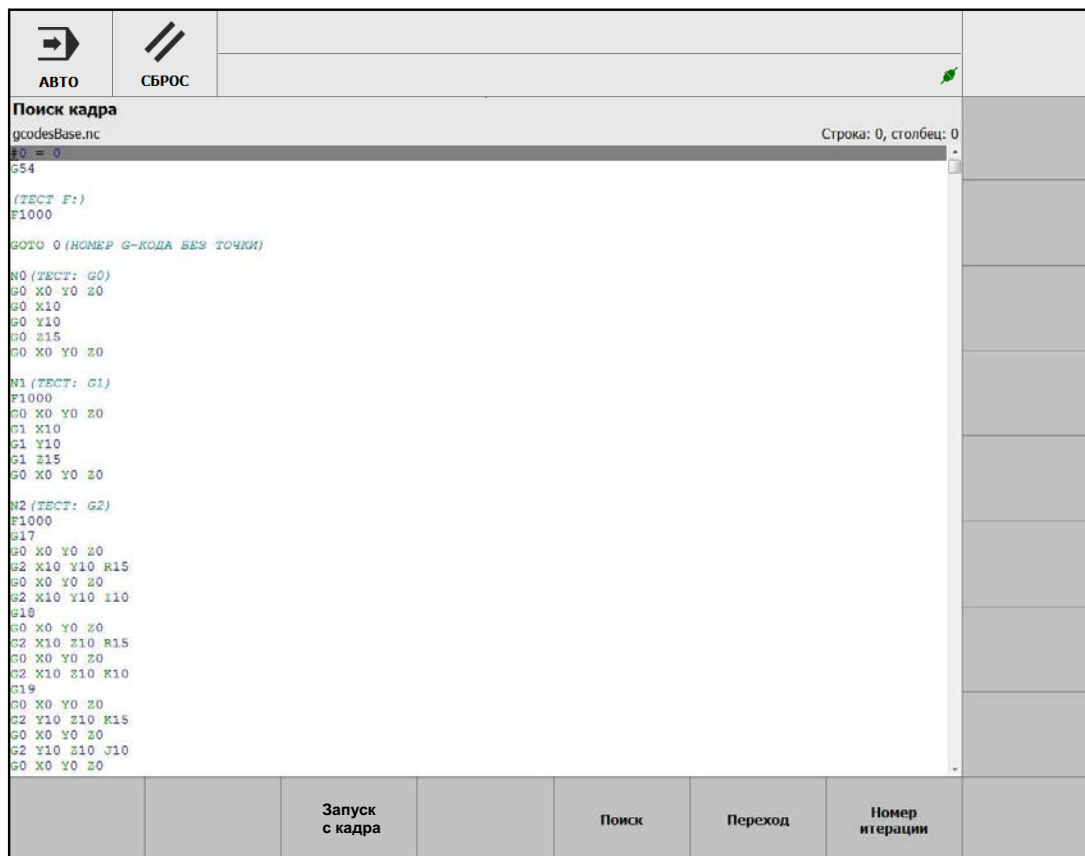 АВТО
СБРОС
Поиск кадра
gcodesBase.nc
Строка: 0, столбец: 0
#0 = 0
G54
(ТЕСТ F:)
F1000
GOTO 0(НОМЕР G-КОДА БЕЗ ТОЧКИ)
N0(ТЕСТ: G0)
G0 X0 Y0 Z0
G0 X10
G0 Y10
G0 Z15
G0 X0 Y0 Z0
N1(ТЕСТ: G1)
F1000
G0 X0 Y0 Z0
G1 X10
G1 Y10
G1 Z15
G0 X0 Y0 Z0
N2(ТЕСТ: G2)
F1000
G17
G0 X0 Y0 Z0
G2 X10 Y10 R15
G0 X0 Y0 Z0
G2 X10 Y10 I10
G18
G0 X0 Y0 Z0
G2 X10 Z10 R15
G0 X0 Y0 Z0
G2 X10 Z10 K10
G19
G0 X0 Y0 Z0
G2 Y10 Z10 R15
G0 X0 Y0 Z0
G2 Y10 Z10 J10
G0 X0 Y0 Z0
Запуск
с кадра
Поиск
Переход
Номер
итерации